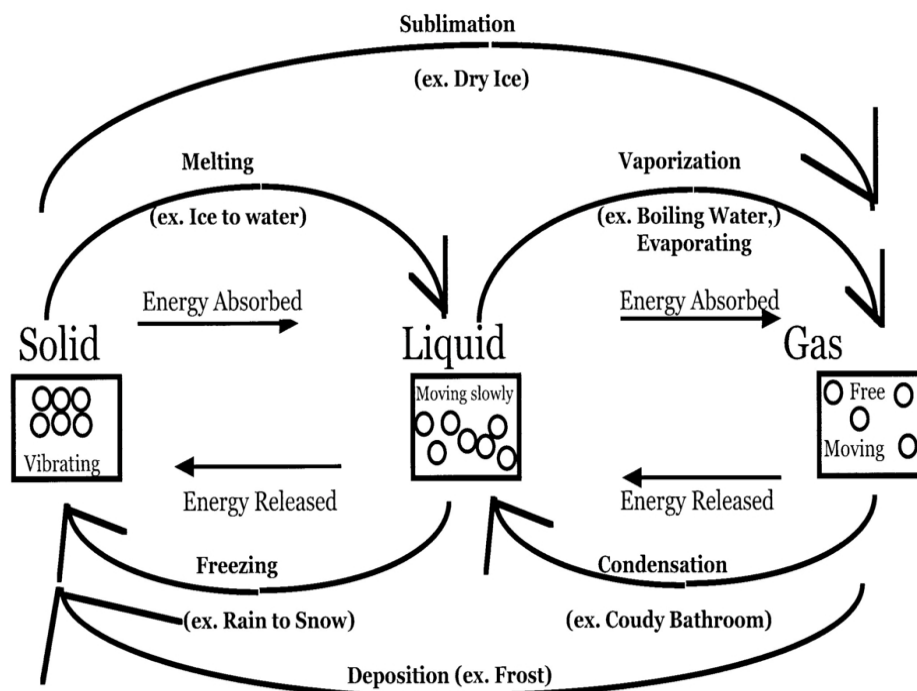 Sublimation
(ex. Dry Ice)
Melting
Vaporization
(ex. Ice to water)
(ex. Boiling Water,)
Evaporating
Energy Absorbed
Energy Absorbed
Solid
Liquid
Gas
Vibrating
Moving slowly
Free
Moving
Energy Released
Energy Released
Freezing
Condensation
(ex. Rain to Snow)
(ex. Coudy Bathroom)
Deposition (ex. Frost)